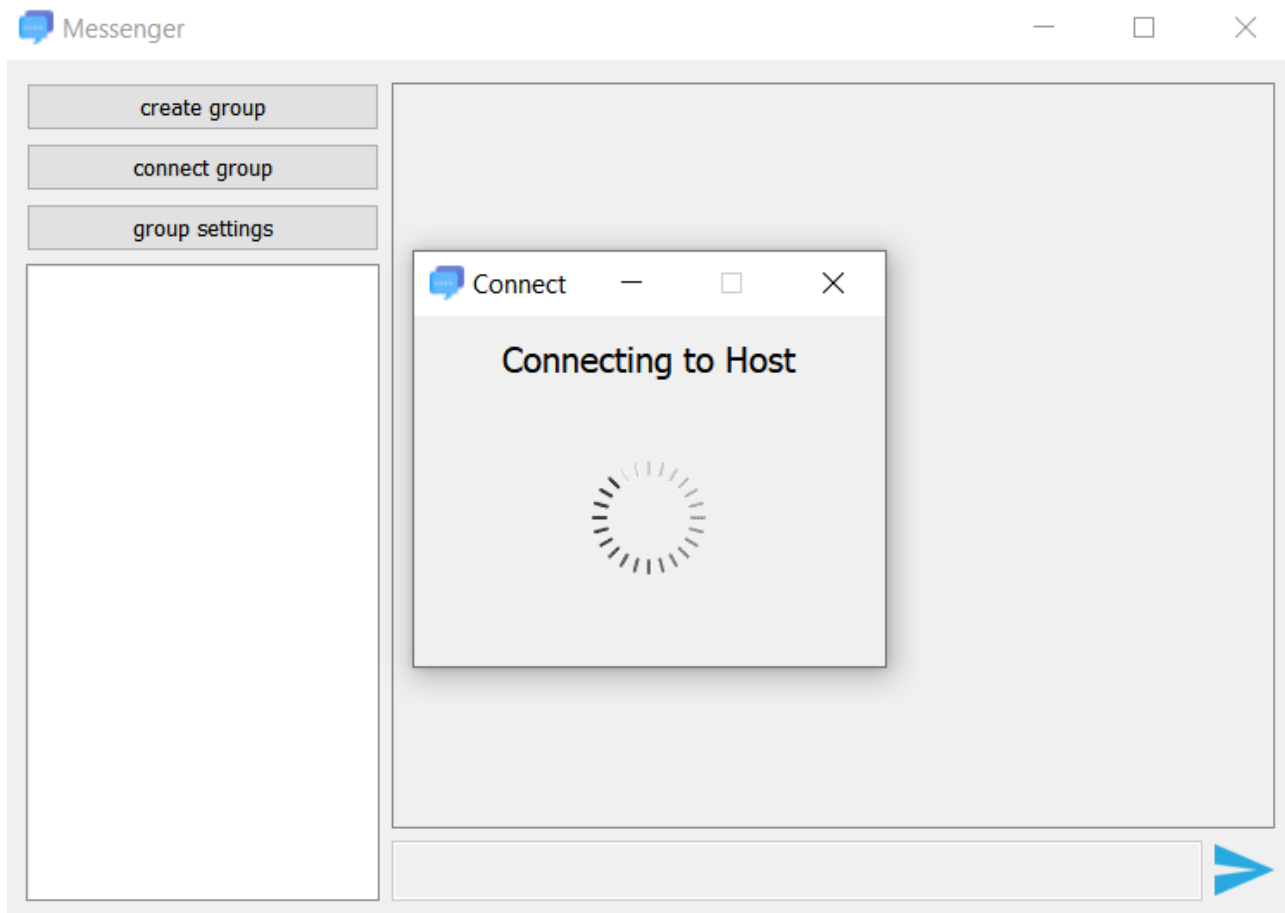 Messenger
create group
connect group
group settings
Connect
Connecting to Host